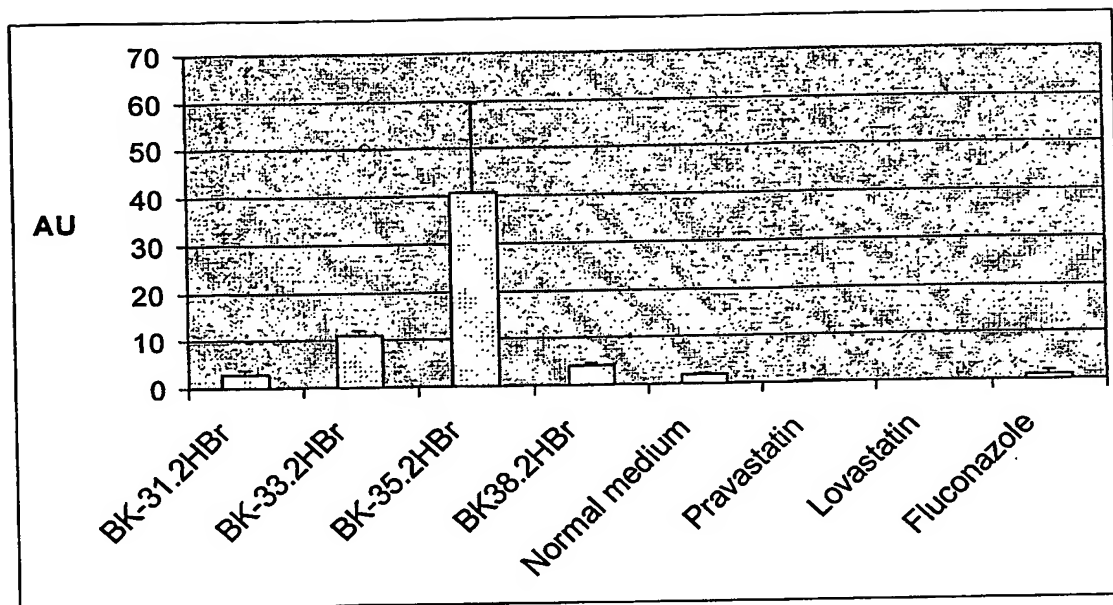 70
60
50
40
30
20
10
0
AU
BK-31.2HBr
BK-33.2HBr
BK-35.2HBr
BK38.2HBr
Normal medium
Pravastatin
Lovastatin
Fluconazole